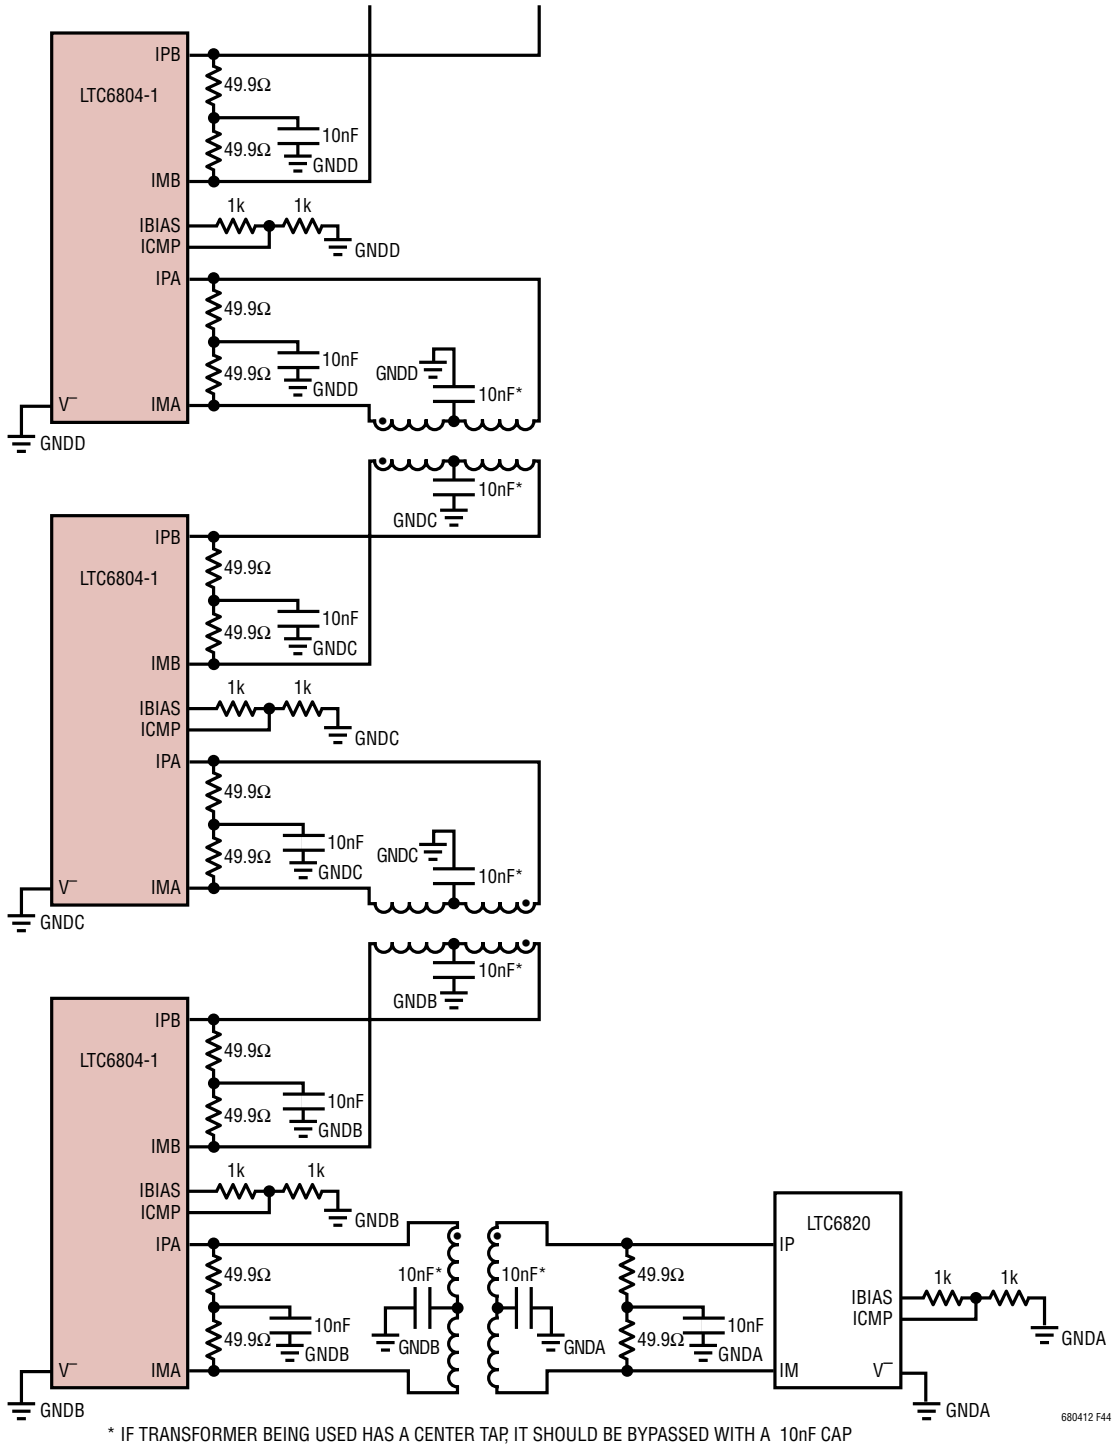 IPB
49.9Ω
LTC6804-1
10nF
49.9Ω
GNDD
IMB
1k 1k
IBIAS
ICMP
GNDD
IPA
49.9Ω
10nF
GNDD
10nF*
49.9Ω
GNDD
V– IMA
GNDD
10nF*
GNDC
IPB
49.9Ω
LTC6804-1
10nF
49.9Ω
GNDC
IMB
1k 1k
IBIAS
ICMP
GNDC
IPA
49.9Ω
10nF
GNDC
49.9Ω
GNDC
10nF*
V– IMA
GNDC
10nF*
GNDB
IPB
49.9Ω
LTC6804-1
10nF
49.9Ω
GNDB
IMB
1k 1k
IBIAS
ICMP
GNDB
LTC6820
IPA
IP
49.9Ω
10nF*
10nF*
49.9Ω
1k 1k
IBIAS
ICMP
10nF
49.9Ω
GNDB
GNDB
GNDA
49.9Ω
10nF
GNDA
GNDA
V– IMA
IM V–
GNDB
GNDA
680412 F44
* IF TRANSFORMER BEING USED HAS A CENTER TAP, IT SHOULD BE BYPASSED WITH A 10nF CAP